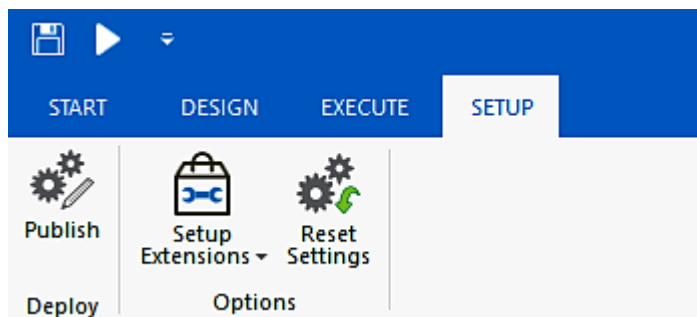 START DESIGN EXECUTE SETUP
Publish
Setup
Extensions
Reset
Settings
Deploy
Options